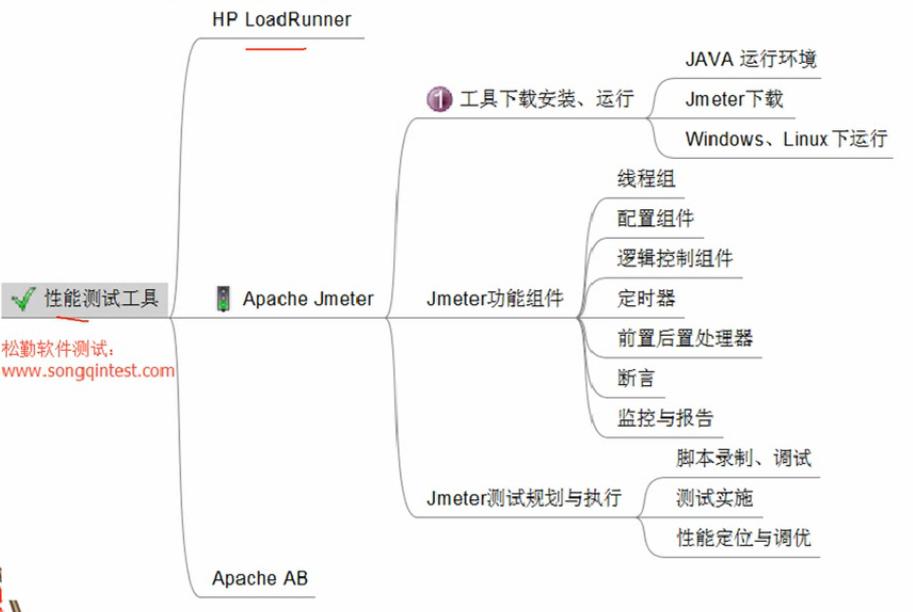 HP LoadRunner
JAVA 运行环境
1 工具下载安装、运行
Jmeter下载
Windows、Linux下运行
线程组
配置组件
逻辑控制组件
性能测试工具
Apache Jmeter
Jmeter功能组件
定时器
前置后置处理器
松勤软件测试：
www.songqintest.com
断言
监控与报告
脚本录制、调试
Jmeter测试规划与执行
测试实施
性能定位与调优
Apache AB